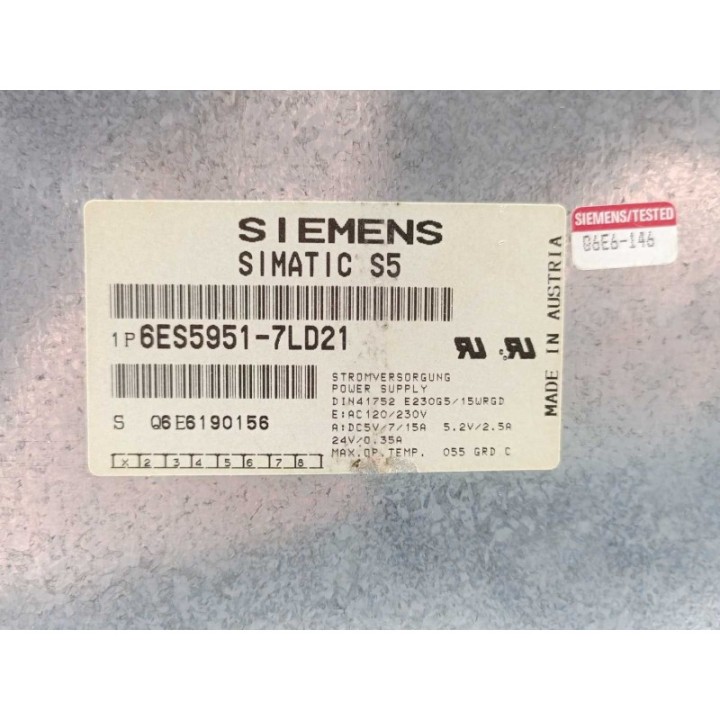 SIEMENS
SIMATIC S5
1P 6ES5951-7LD21
S Q6E6190156
X 2 3 4 5 6 7 8
STROMVERSORGUNG
POWER SUPPLY
DIN41752 E230G5/15WRGD
E:AC120/230V
A:DC5V/7/15A 5.2V/2.5A
24V/0.35A
MAX.OP.TEMP. 055 GRD C
MADE IN AUSTRIA
SIEMENS/TESTED
Q6E6-146